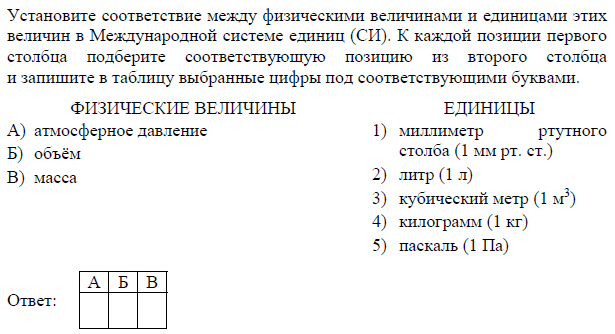 Установите соответствие между физическими величинами и единицами этих
величин в Международной системе единиц (СИ). К каждой позиции первого
столбца подберите соответствующую позицию из второго столбца
и запишите в таблицу выбранные цифры под соответствующими буквами.
ФИЗИЧЕСКИЕ ВЕЛИЧИНЫ
А) атмосферное давление
Б) объём
В) масса
ЕДИНИЦЫ
1) миллиметр ртутного
столба (1 мм рт. ст.)
2) литр (1 л)
3) кубический метр (1 м³)
4) килограмм (1 кг)
5) паскаль (1 Па)
А Б В
Ответ: